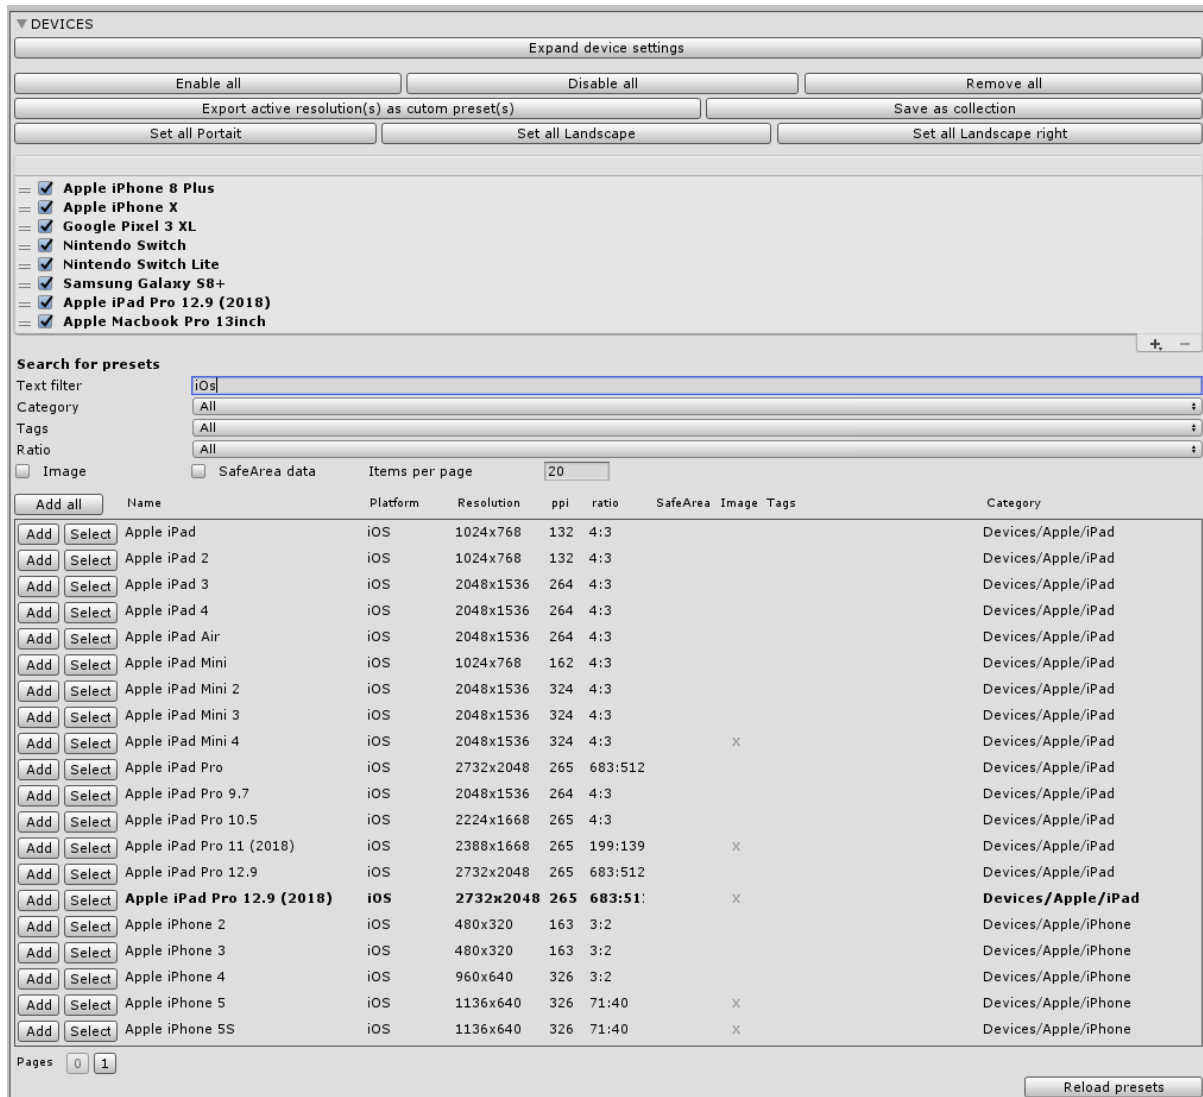 DEVICES
Expand device settings
Enable all Disable all Remove all
Export active resolution(s) as cutom preset(s) Save as collection
Set all Portait Set all Landscape Set all Landscape right
Apple iPhone 8 Plus
Apple iPhone X
Google Pixel 3 XL
Nintendo Switch
Nintendo Switch Lite
Samsung Galaxy S8+
Apple iPad Pro 12.9 (2018)
Apple Macbook Pro 13inch
+ −
Search for presets
Text filter iOs
Category All
Tags All
Ratio All
Image SafeArea data Items per page 20
Add all Name Platform Resolution ppi ratio SafeArea Image Tags Category
Add Select Apple iPad iOS 1024x768 132 4:3 Devices/Apple/iPad
Add Select Apple iPad 2 iOS 1024x768 132 4:3 Devices/Apple/iPad
Add Select Apple iPad 3 iOS 2048x1536 264 4:3 Devices/Apple/iPad
Add Select Apple iPad 4 iOS 2048x1536 264 4:3 Devices/Apple/iPad
Add Select Apple iPad Air iOS 2048x1536 264 4:3 Devices/Apple/iPad
Add Select Apple iPad Mini iOS 1024x768 162 4:3 Devices/Apple/iPad
Add Select Apple iPad Mini 2 iOS 2048x1536 324 4:3 Devices/Apple/iPad
Add Select Apple iPad Mini 3 iOS 2048x1536 324 4:3 Devices/Apple/iPad
Add Select Apple iPad Mini 4 iOS 2048x1536 324 4:3 x Devices/Apple/iPad
Add Select Apple iPad Pro iOS 2732x2048 265 683:512 Devices/Apple/iPad
Add Select Apple iPad Pro 9.7 iOS 2048x1536 264 4:3 Devices/Apple/iPad
Add Select Apple iPad Pro 10.5 iOS 2224x1668 265 4:3 Devices/Apple/iPad
Add Select Apple iPad Pro 11 (2018) iOS 2388x1668 265 199:139 x Devices/Apple/iPad
Add Select Apple iPad Pro 12.9 iOS 2732x2048 265 683:512 Devices/Apple/iPad
Add Select Apple iPad Pro 12.9 (2018) iOS 2732x2048 265 683:51 x Devices/Apple/iPad
Add Select Apple iPhone 2 iOS 480x320 163 3:2 Devices/Apple/iPhone
Add Select Apple iPhone 3 iOS 480x320 163 3:2 Devices/Apple/iPhone
Add Select Apple iPhone 4 iOS 960x640 326 3:2 Devices/Apple/iPhone
Add Select Apple iPhone 5 iOS 1136x640 326 71:40 x Devices/Apple/iPhone
Add Select Apple iPhone 5S iOS 1136x640 326 71:40 x Devices/Apple/iPhone
Pages 0 1
Reload presets